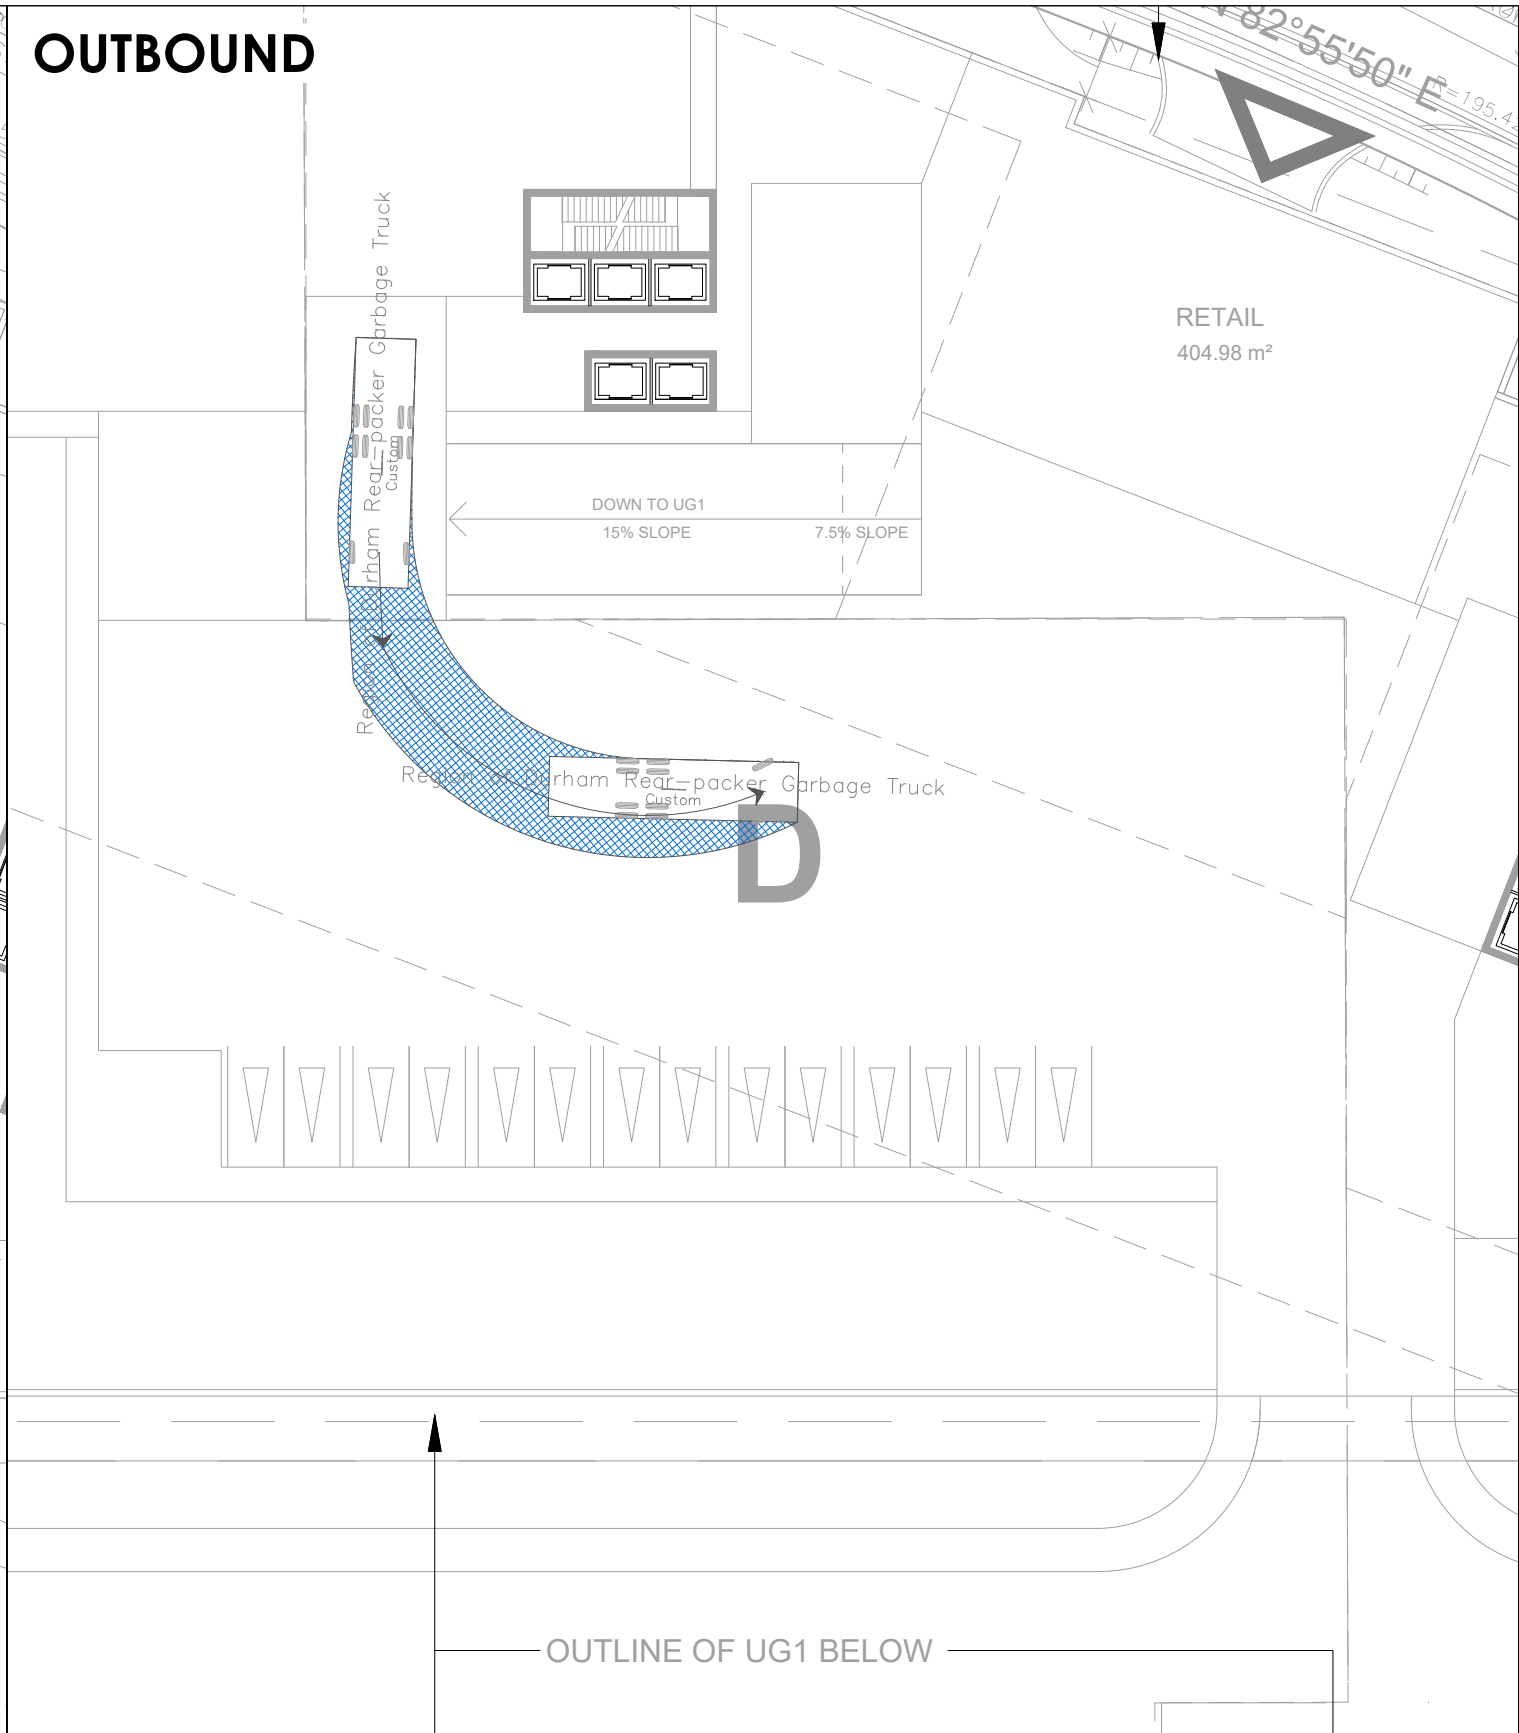 OUTBOUND
N 82°55'50" E
R=195.42
Region of Durham Rear-packer Garbage Truck
Custom
RETAIL
404.98 m²
DOWN TO UG1
15% SLOPE
7.5% SLOPE
Region of Durham Rear-packer Garbage Truck
Custom
D
OUTLINE OF UG1 BELOW